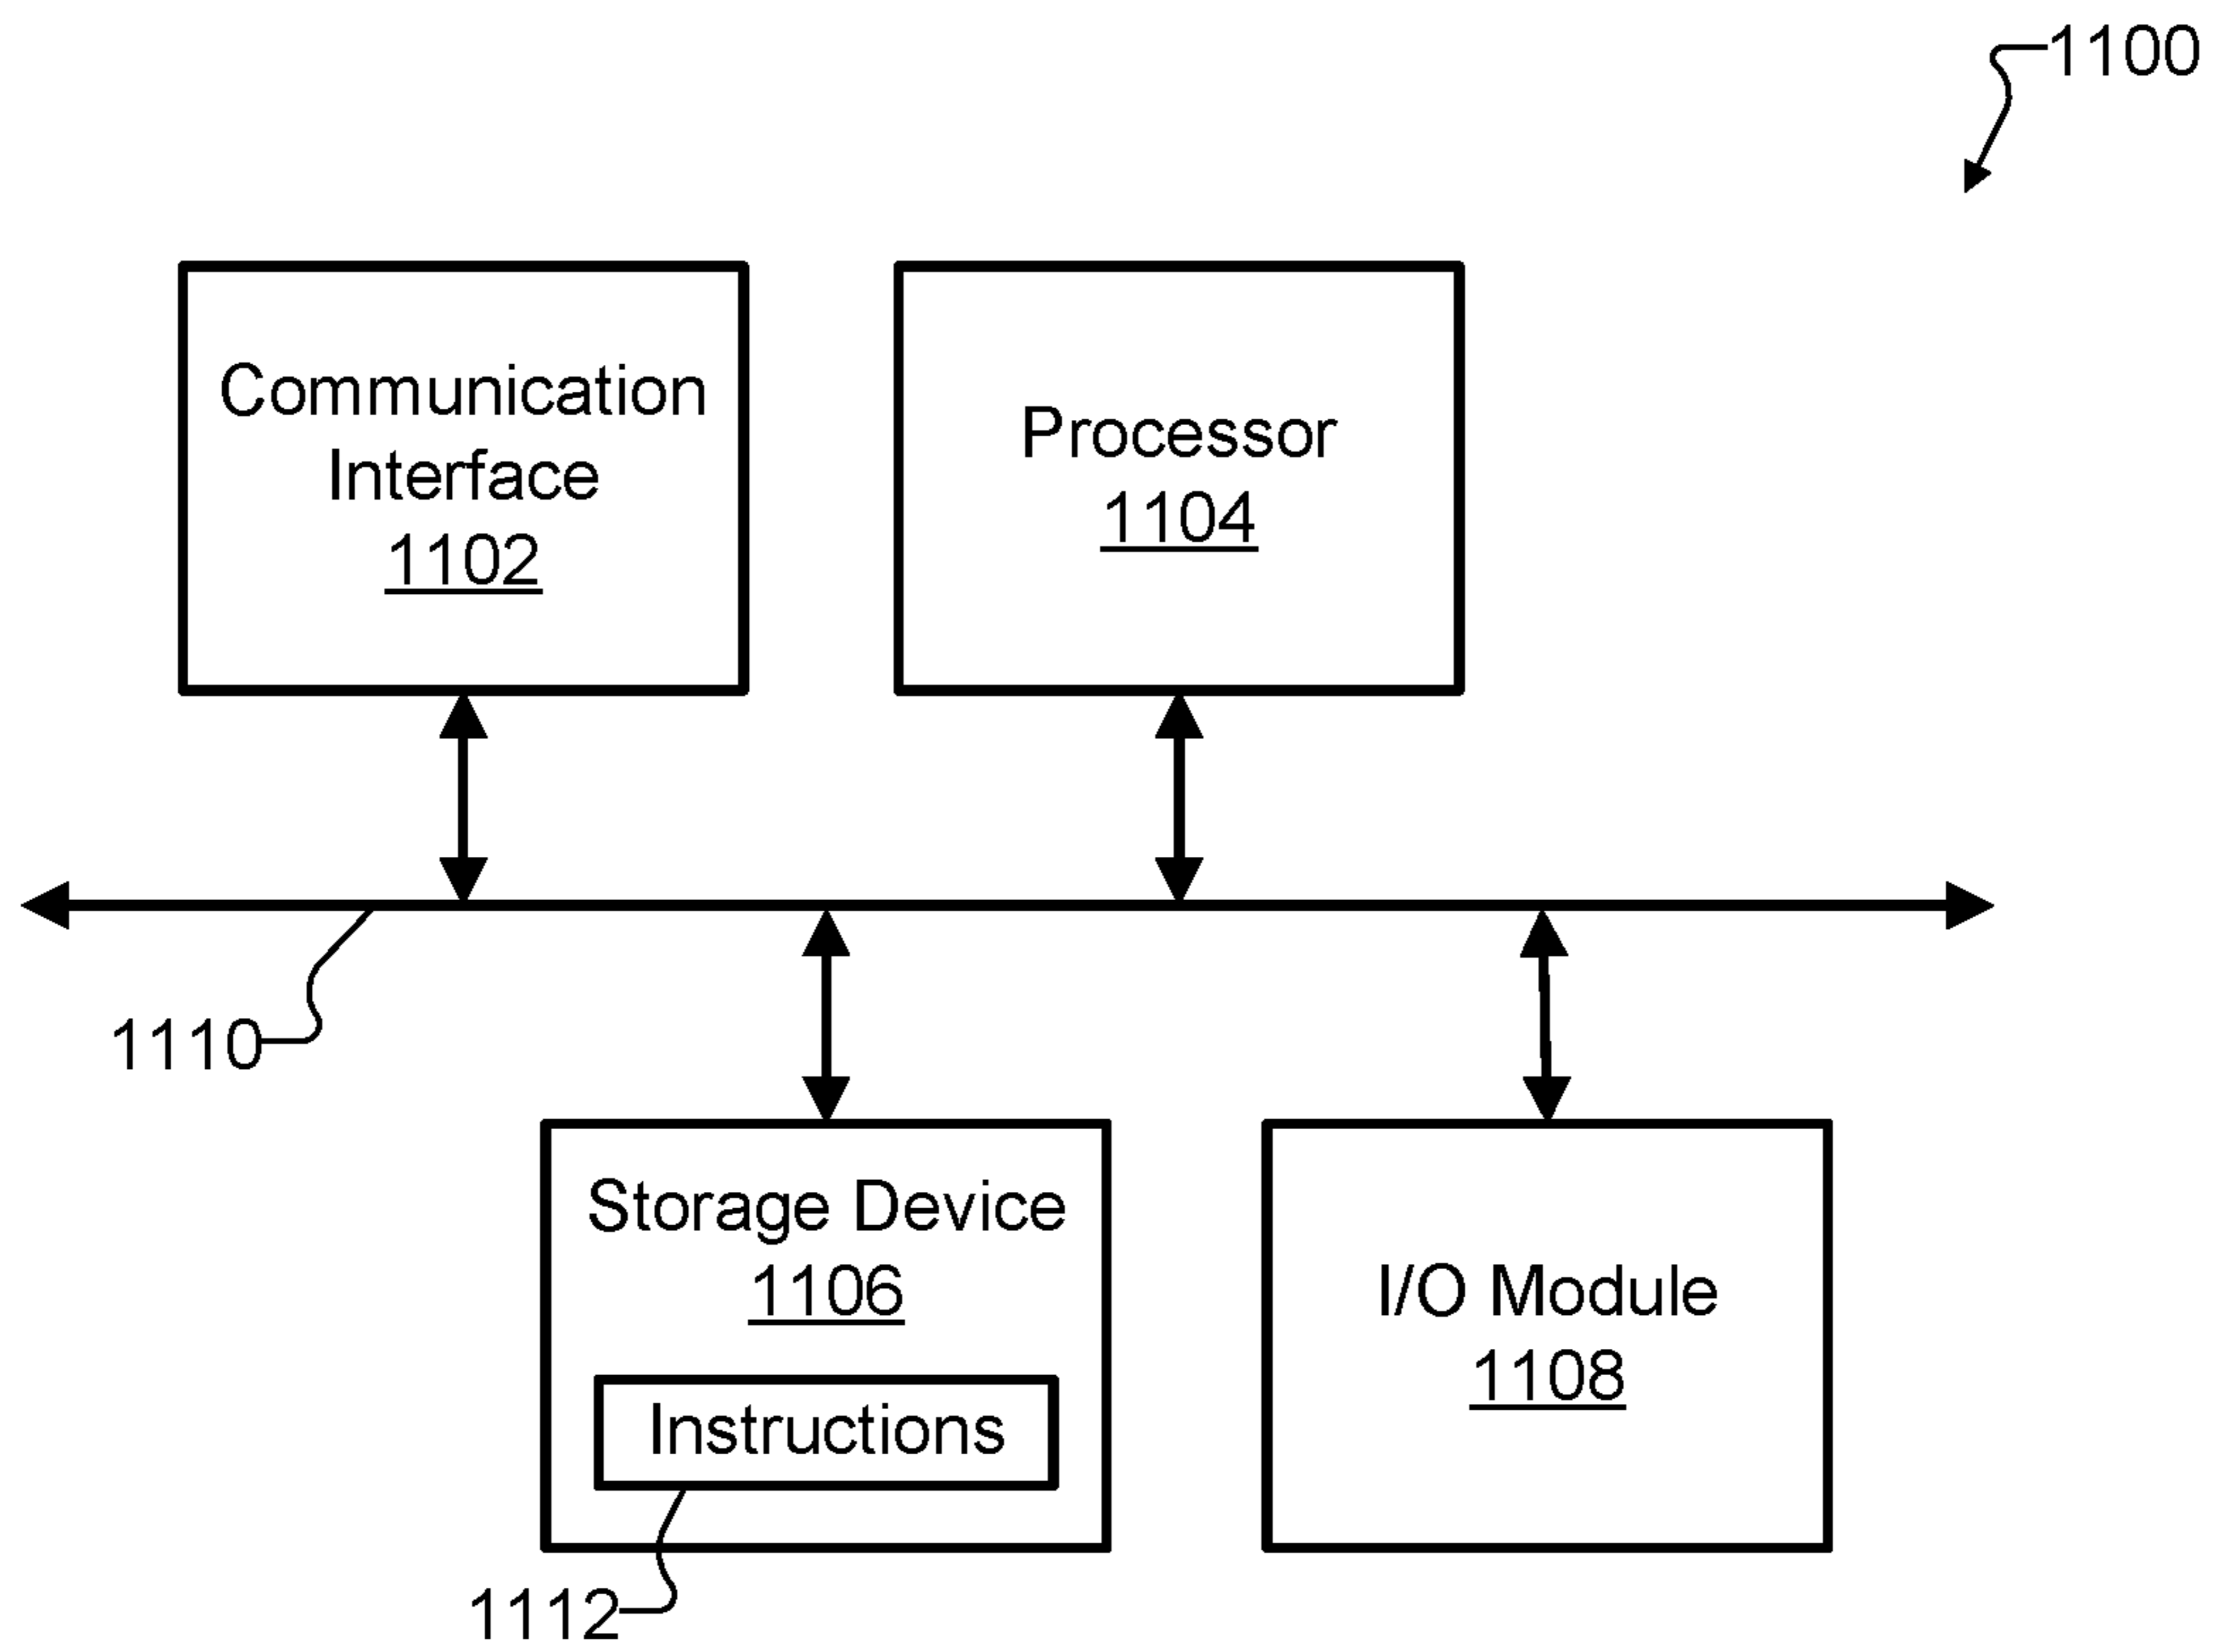 1100
Communication
Interface
1102
Processor
1104
1110
Storage Device
1106
Instructions
1112
I/O Module
1108